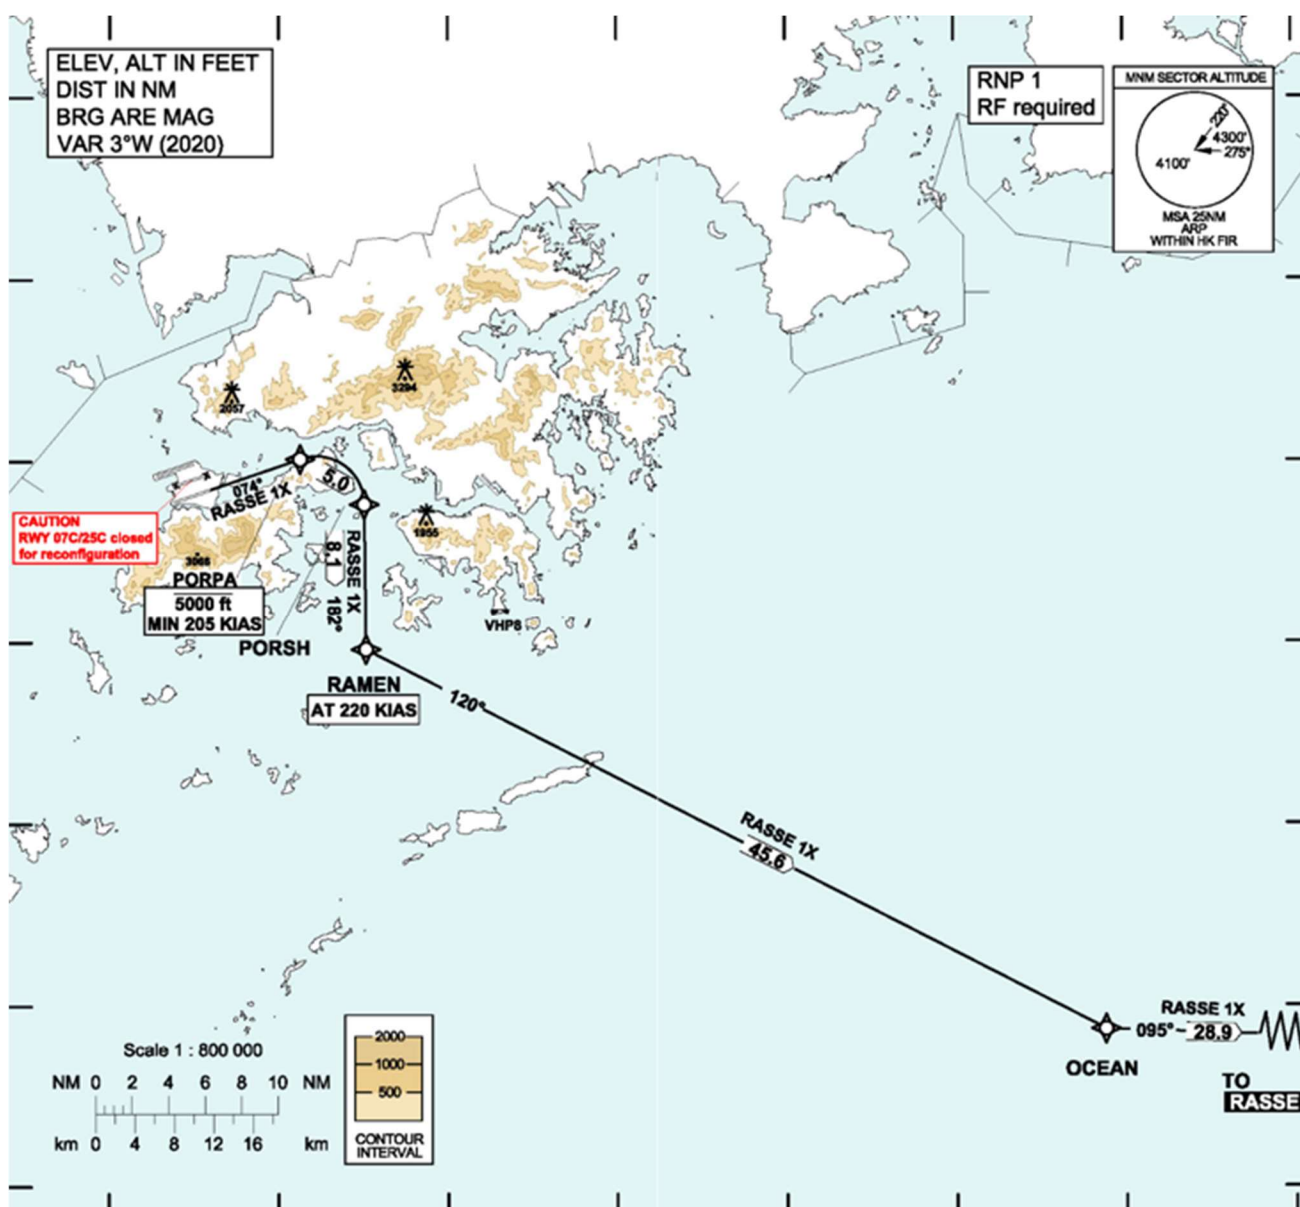 ELEV, ALT IN FEET
DIST IN NM
BRG ARE MAG
VAR 3°W (2020)
RNP 1
RF required
MNM SECTOR ALTITUDE
220°
4300'
275°
4100'
MSA 25NM
ARP
WITHIN HK FIR
3294
2057
074°
RASSE 1X
5.0
CAUTION
RWY 07C/25C closed
for reconfiguration
1955
RASSE 1X
8.1
182°
PORPA
5000 ft
MIN 205 KIAS
VHP8
PORSH
RAMEN
AT 220 KIAS
120°
RASSE 1X
45.6
RASSE 1X
095°
28.9
OCEAN
TO
RASSE
Scale 1 : 800 000
NM 0 2 4 6 8 10 NM
km 0 4 8 12 16 km
2000
1000
500
CONTOUR
INTERVAL